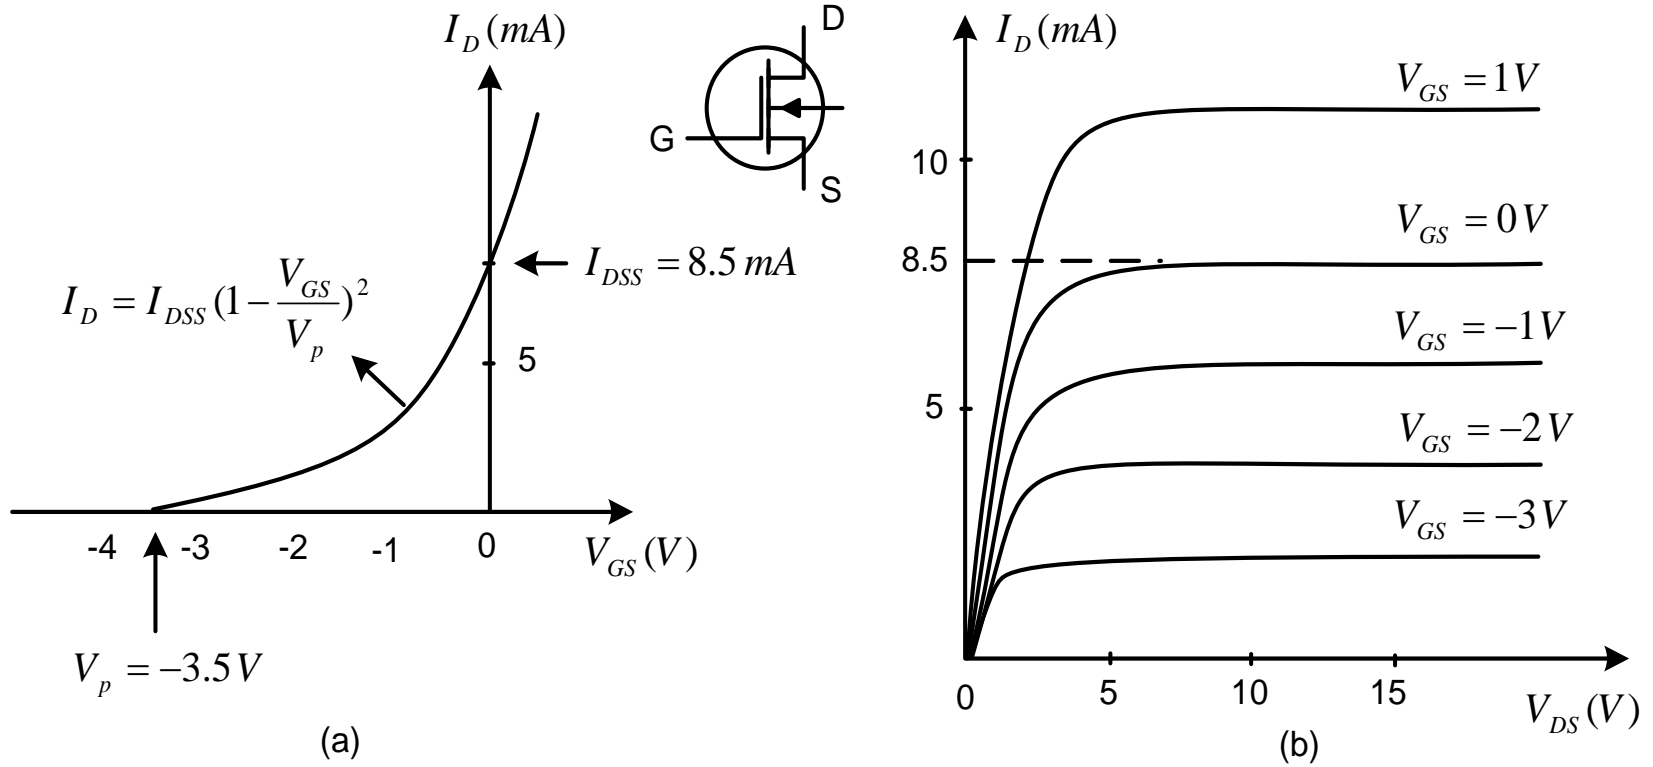 I_D (mA)
D
G
S
I_DSS = 8.5 mA
I_D = I_DSS (1 − V_GS / V_p)²
5
-4 -3 -2 -1 0
V_GS (V)
V_p = −3.5 V
(a)
I_D (mA)
V_GS = 1V
10
V_GS = 0V
8.5
V_GS = −1V
5
V_GS = −2V
V_GS = −3V
0 5 10 15
V_DS (V)
(b)